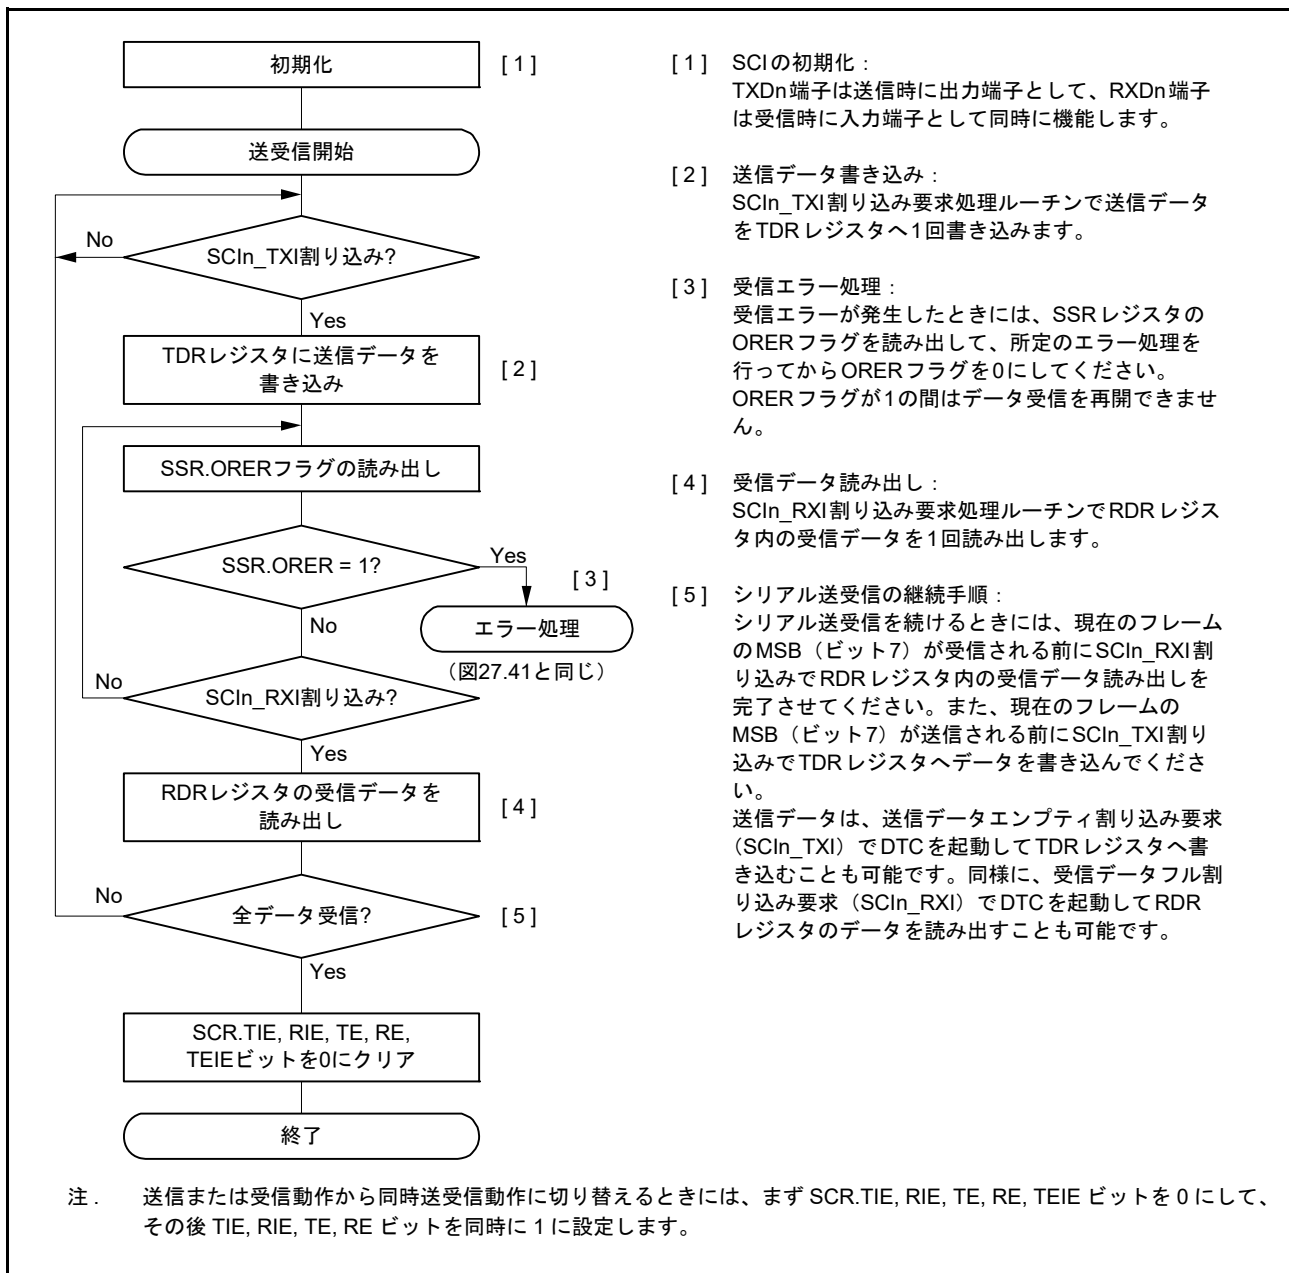 初期化
[ 1 ]
送受信開始
No
SCIn_TXI割り込み?
Yes
TDRレジスタに送信データを
書き込み
[ 2 ]
SSR.ORERフラグの読み出し
SSR.ORER = 1?
Yes
[ 3 ]
No
エラー処理
（図27.41と同じ）
No
SCIn_RXI割り込み?
Yes
RDRレジスタの受信データを
読み出し
[ 4 ]
No
全データ受信?
[ 5 ]
Yes
SCR.TIE, RIE, TE, RE,
TEIEビットを0にクリア
終了
[ 1 ] SCIの初期化：
TXDn端子は送信時に出力端子として、RXDn端子
は受信時に入力端子として同時に機能します。
[ 2 ] 送信データ書き込み：
SCIn_TXI割り込み要求処理ルーチンで送信データ
をTDRレジスタへ1回書き込みます。
[ 3 ] 受信エラー処理：
受信エラーが発生したときには、SSRレジスタの
ORERフラグを読み出して、所定のエラー処理を
行ってからORERフラグを0にしてください。
ORERフラグが1の間はデータ受信を再開できませ
ん。
[ 4 ] 受信データ読み出し：
SCIn_RXI割り込み要求処理ルーチンでRDRレジス
タ内の受信データを1回読み出します。
[ 5 ] シリアル送受信の継続手順：
シリアル送受信を続けるときには、現在のフレーム
のMSB（ビット7）が受信される前にSCIn_RXI割
り込みでRDRレジスタ内の受信データ読み出しを
完了させてください。また、現在のフレームの
MSB（ビット7）が送信される前にSCIn_TXI割り
込みでTDRレジスタへデータを書き込んでくださ
い。
送信データは、送信データエンプティ割り込み要求
（SCIn_TXI）でDTCを起動してTDRレジスタへ書
き込むことも可能です。同様に、受信データフル割
り込み要求（SCIn_RXI）でDTCを起動してRDR
レジスタのデータを読み出すことも可能です。
注 . 送信または受信動作から同時送受信動作に切り替えるときには、まず SCR.TIE, RIE, TE, RE, TEIE ビットを 0 にして、
その後 TIE, RIE, TE, RE ビットを同時に 1 に設定します。